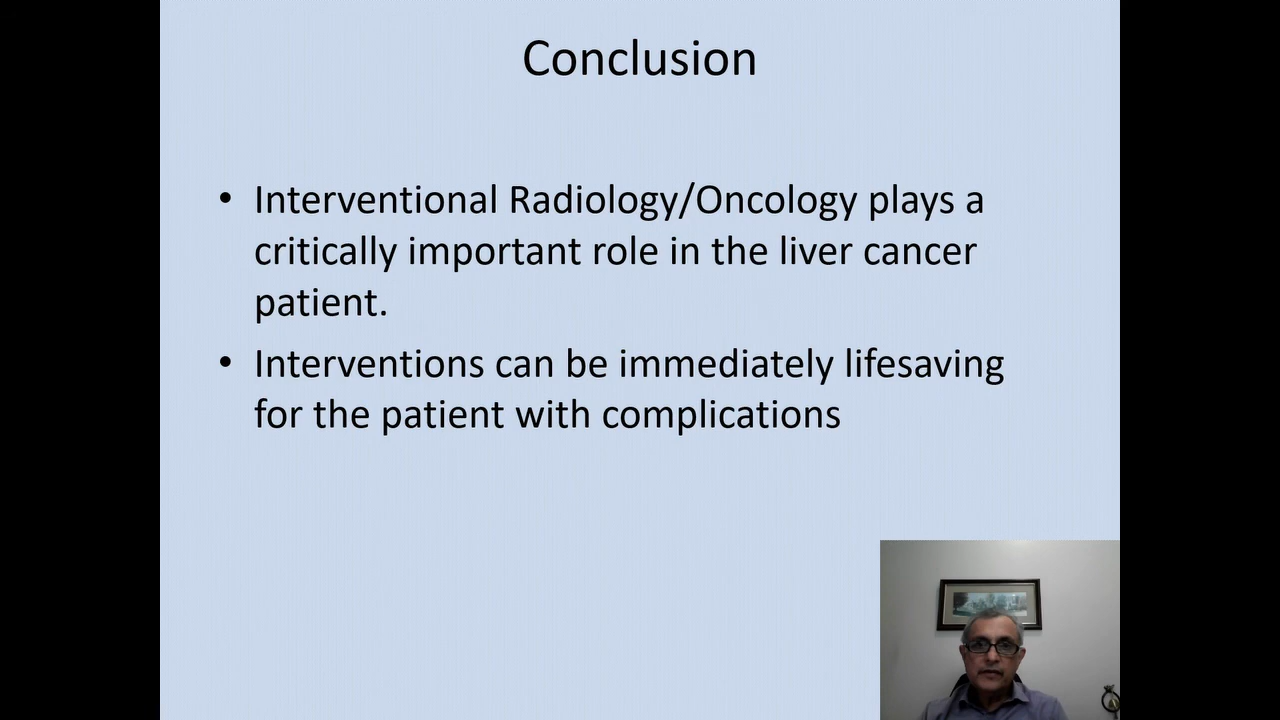 Conclusion
• Interventional Radiology/Oncology plays a
critically important role in the liver cancer
patient.
• Interventions can be immediately lifesaving
for the patient with complications